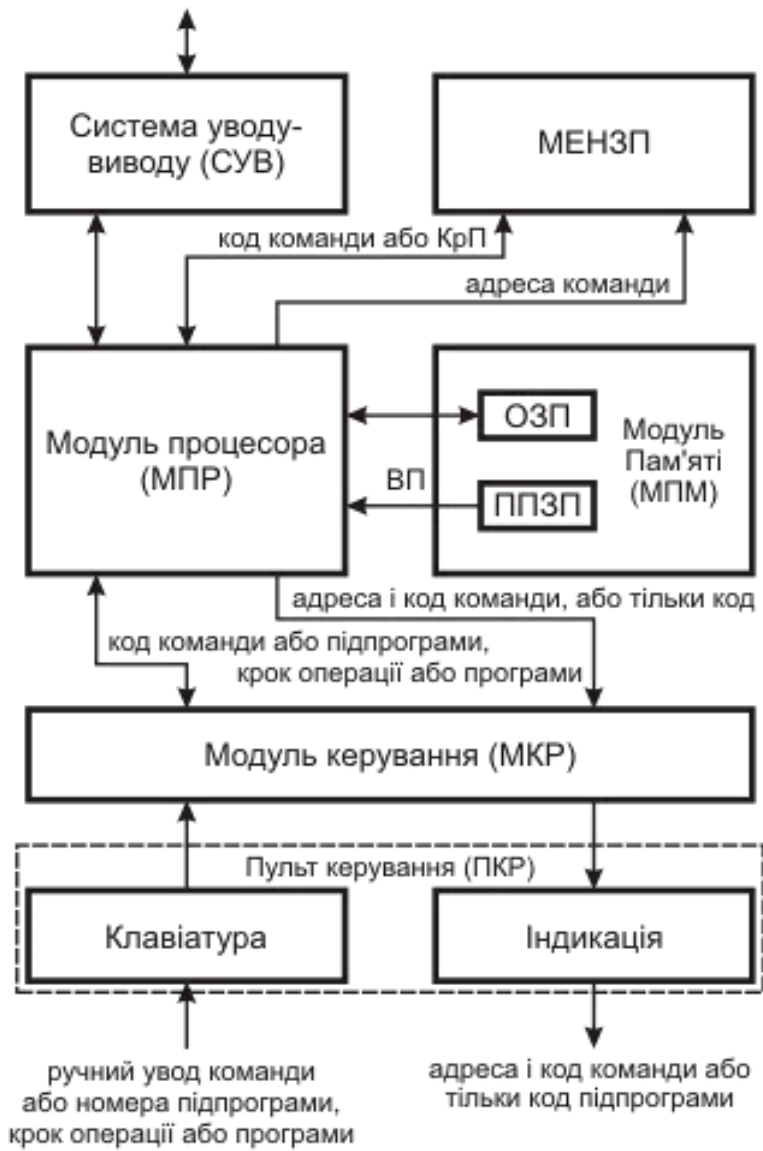 Система уводу-
виводу (СУВ)
МЕНЗП
код команди або КрП
адреса команди
Модуль процесора
(МПР)
ОЗП
ВП
ППЗП
Модуль
Пам'яті
(МПМ)
адреса і код команди, або тільки код
код команди або підпрограми,
крок операції або програми
Модуль керування (МКР)
Пульт керування (ПКР)
Клавіатура
Індикація
ручний увод команди
або номера підпрограми,
крок операції або програми
адреса і код команди або
тільки код підпрограми